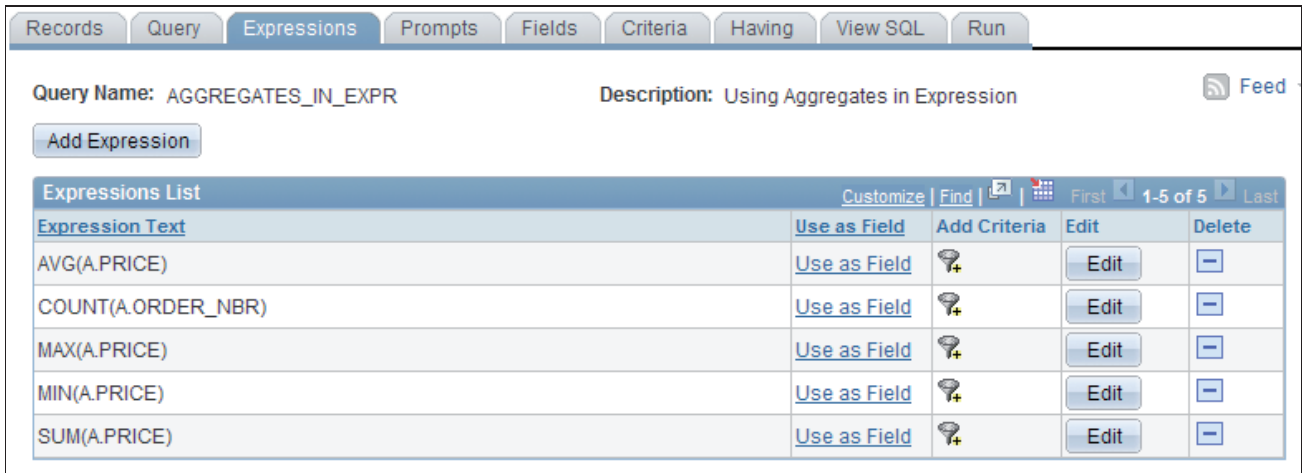 Records Query Expressions Prompts Fields Criteria Having View SQL Run
Query Name: AGGREGATES_IN_EXPR Description: Using Aggregates in Expression Feed
Add Expression
Expressions List Customize | Find | | First 1-5 of 5 Last
Expression Text Use as Field Add Criteria Edit Delete
AVG(A.PRICE) Use as Field Edit
COUNT(A.ORDER_NBR) Use as Field Edit
MAX(A.PRICE) Use as Field Edit
MIN(A.PRICE) Use as Field Edit
SUM(A.PRICE) Use as Field Edit